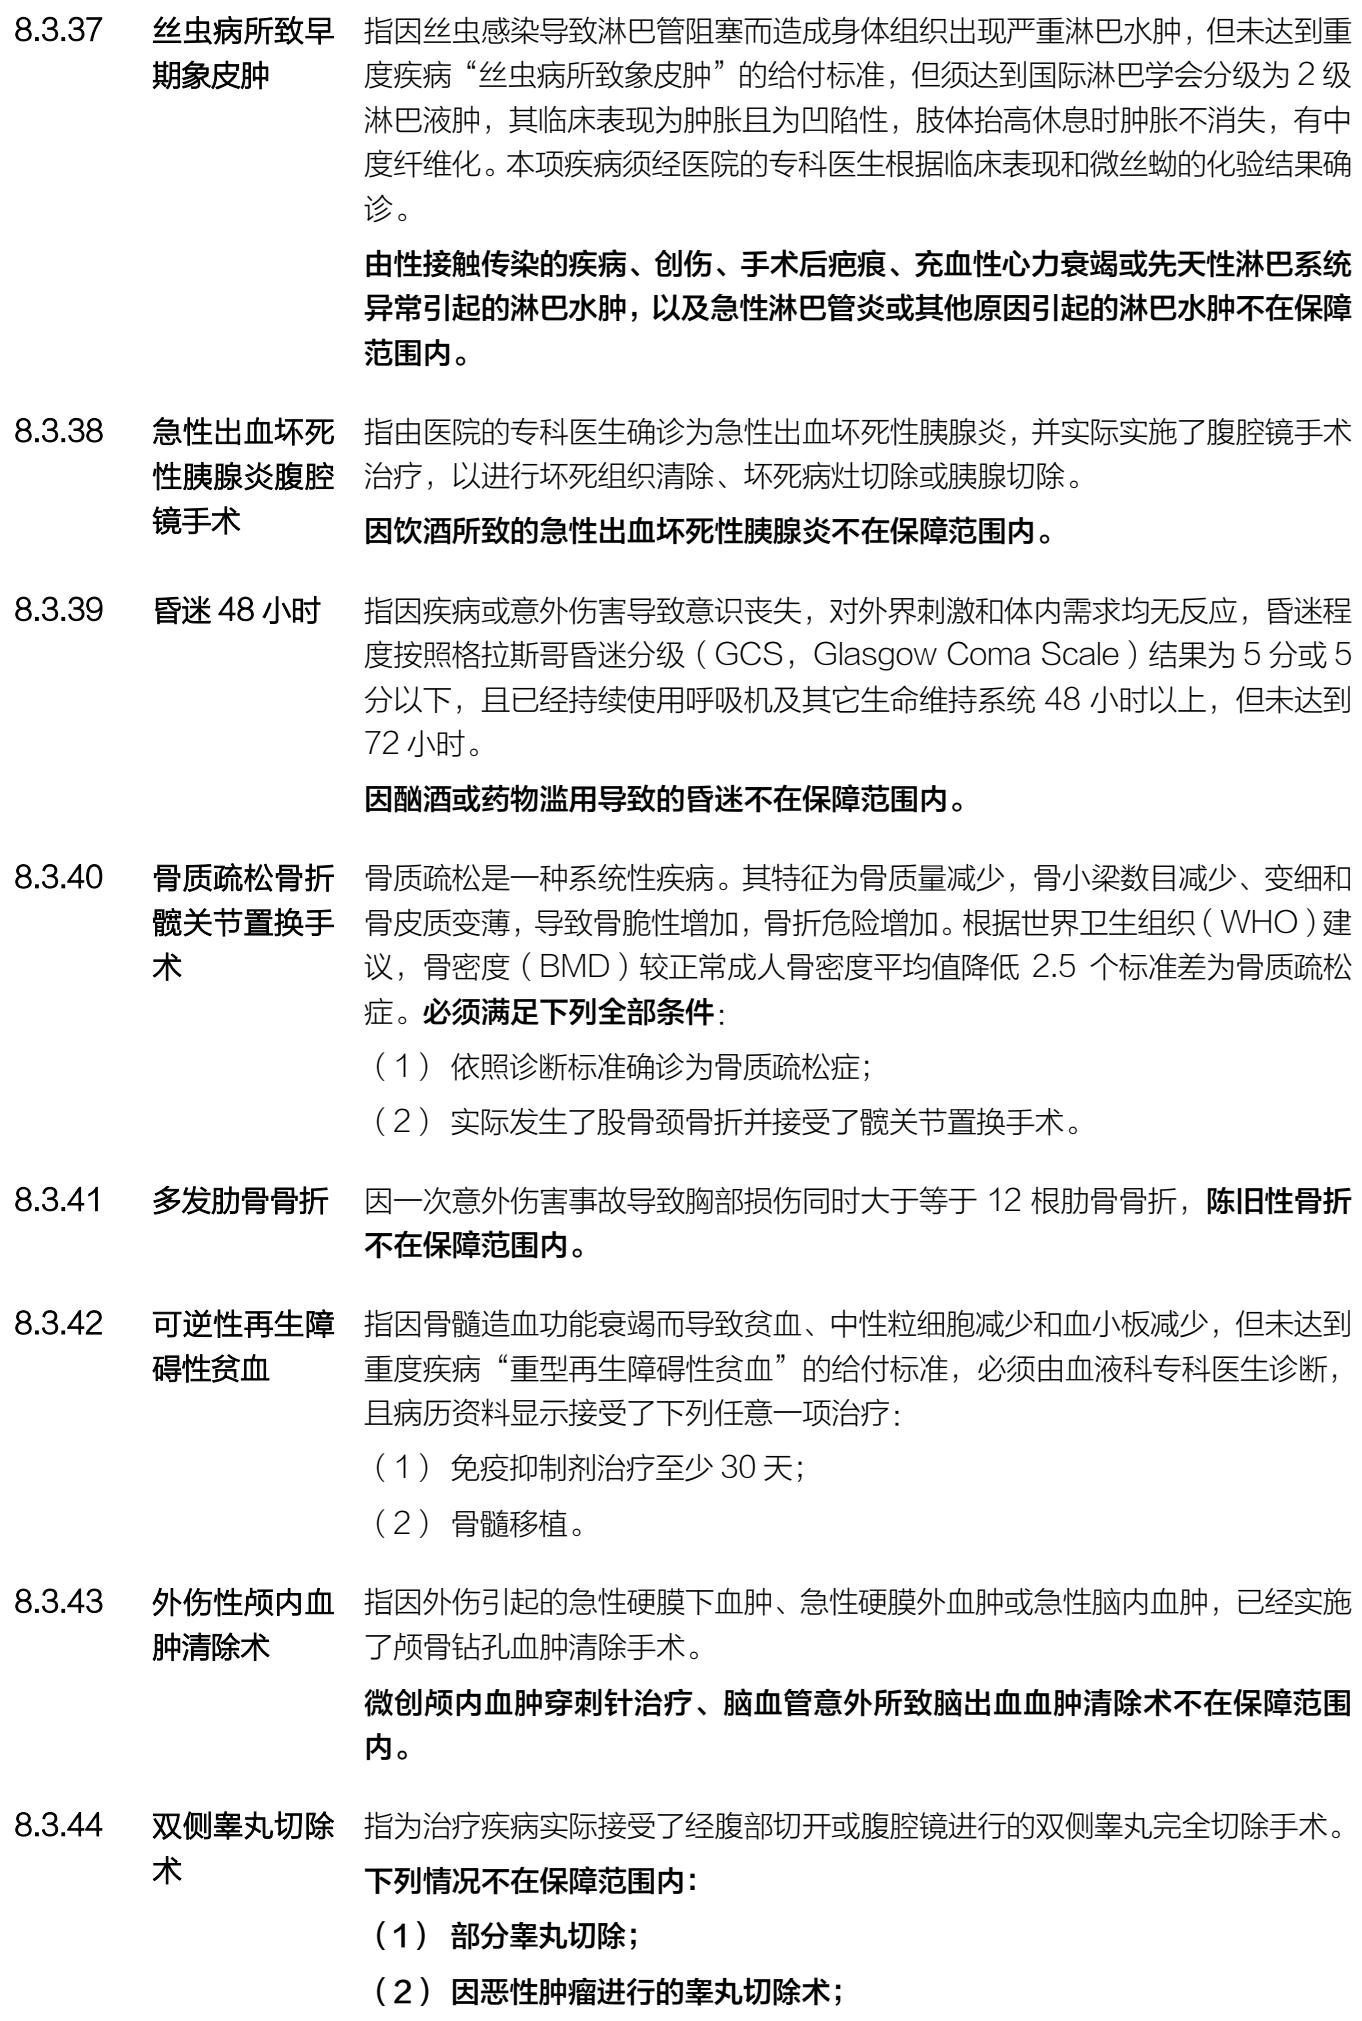 8.3.37 丝虫病所致早 指因丝虫感染导致淋巴管阻塞而造成身体组织出现严重淋巴水肿，但未达到重
期象皮肿 度疾病“丝虫病所致象皮肿”的给付标准，但须达到国际淋巴学会分级为 2 级
淋巴液肿，其临床表现为肿胀且为凹陷性，肢体抬高休息时肿胀不消失，有中
度纤维化。本项疾病须经医院的专科医生根据临床表现和微丝蚴的化验结果确
诊。
由性接触传染的疾病、创伤、手术后疤痕、充血性心力衰竭或先天性淋巴系统
异常引起的淋巴水肿，以及急性淋巴管炎或其他原因引起的淋巴水肿不在保障
范围内。
8.3.38 急性出血坏死 指由医院的专科医生确诊为急性出血坏死性胰腺炎，并实际实施了腹腔镜手术
性胰腺炎腹腔 治疗，以进行坏死组织清除、坏死病灶切除或胰腺切除。
镜手术 因饮酒所致的急性出血坏死性胰腺炎不在保障范围内。
8.3.39 昏迷 48 小时 指因疾病或意外伤害导致意识丧失，对外界刺激和体内需求均无反应，昏迷程
度按照格拉斯哥昏迷分级（GCS，Glasgow Coma Scale）结果为 5 分或 5
分以下，且已经持续使用呼吸机及其它生命维持系统 48 小时以上，但未达到
72 小时。
因酗酒或药物滥用导致的昏迷不在保障范围内。
8.3.40 骨质疏松骨折 骨质疏松是一种系统性疾病。其特征为骨质量减少，骨小梁数目减少、变细和
髋关节置换手 骨皮质变薄，导致骨脆性增加，骨折危险增加。根据世界卫生组织（WHO）建
术 议，骨密度（BMD）较正常成人骨密度平均值降低 2.5 个标准差为骨质疏松
症。必须满足下列全部条件：
（1） 依照诊断标准确诊为骨质疏松症；
（2） 实际发生了股骨颈骨折并接受了髋关节置换手术。
8.3.41 多发肋骨骨折 因一次意外伤害事故导致胸部损伤同时大于等于 12 根肋骨骨折，陈旧性骨折
不在保障范围内。
8.3.42 可逆性再生障 指因骨髓造血功能衰竭而导致贫血、中性粒细胞减少和血小板减少，但未达到
碍性贫血 重度疾病“重型再生障碍性贫血”的给付标准，必须由血液科专科医生诊断，
且病历资料显示接受了下列任意一项治疗：
（1） 免疫抑制剂治疗至少 30 天；
（2） 骨髓移植。
8.3.43 外伤性颅内血 指因外伤引起的急性硬膜下血肿、急性硬膜外血肿或急性脑内血肿，已经实施
肿清除术 了颅骨钻孔血肿清除手术。
微创颅内血肿穿刺针治疗、脑血管意外所致脑出血血肿清除术不在保障范围
内。
8.3.44 双侧睾丸切除 指为治疗疾病实际接受了经腹部切开或腹腔镜进行的双侧睾丸完全切除手术。
术 下列情况不在保障范围内：
（1） 部分睾丸切除；
（2） 因恶性肿瘤进行的睾丸切除术；